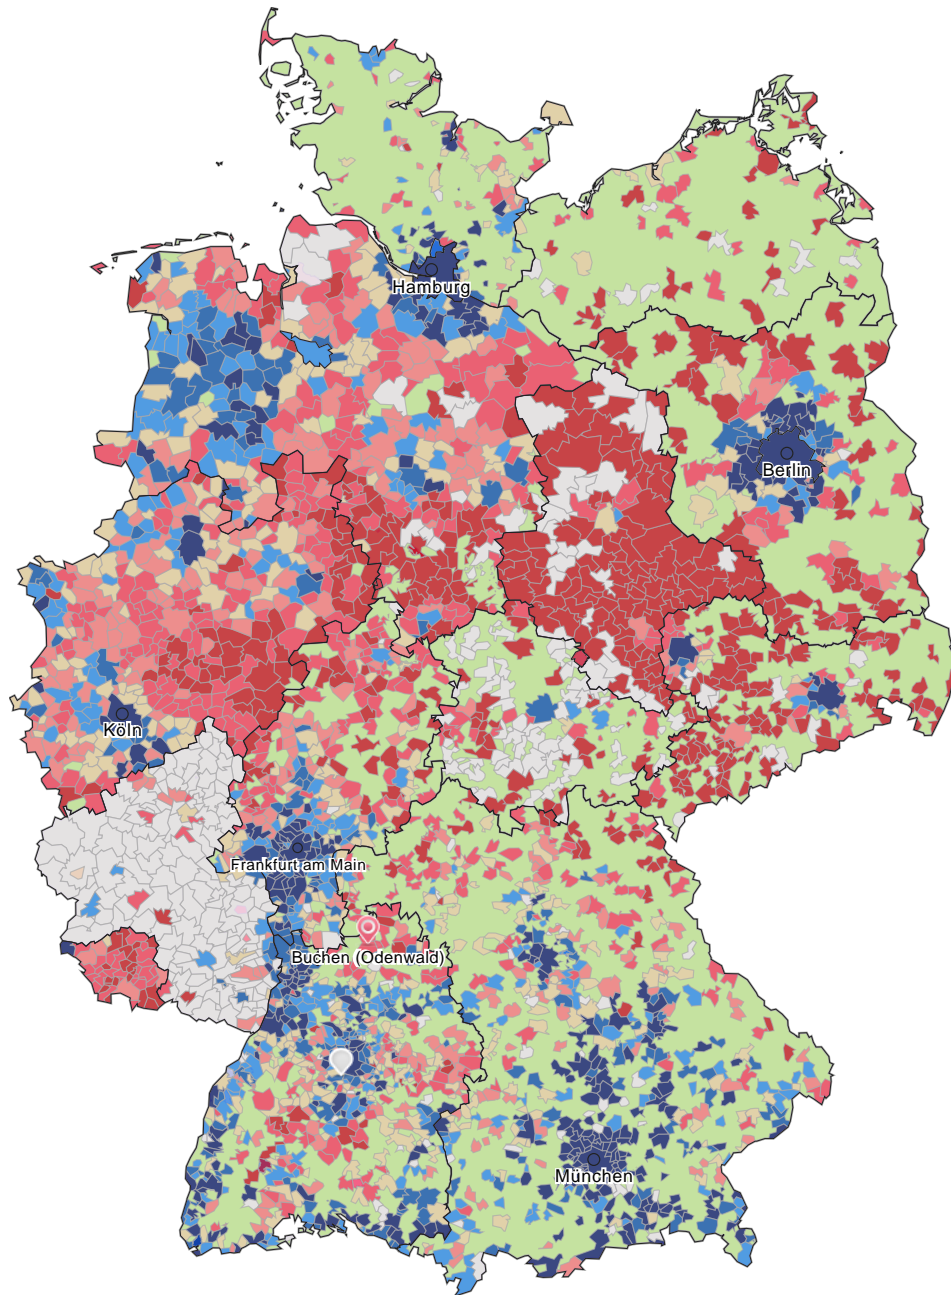 Hamburg
Berlin
Köln
Frankfurt am Main
Buchen (Odenwald)
München